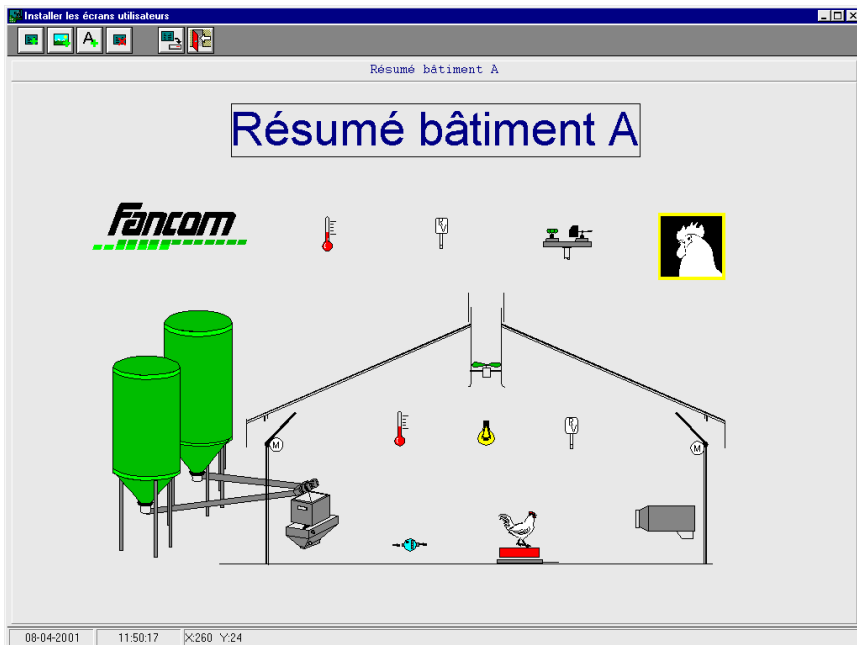 Installer les écrans utilisateurs
A
Résumé bâtiment A
Résumé bâtiment A
Fancom
R
V
R
V
M
M
08-04-2001 11:50:17 X:260 Y:24